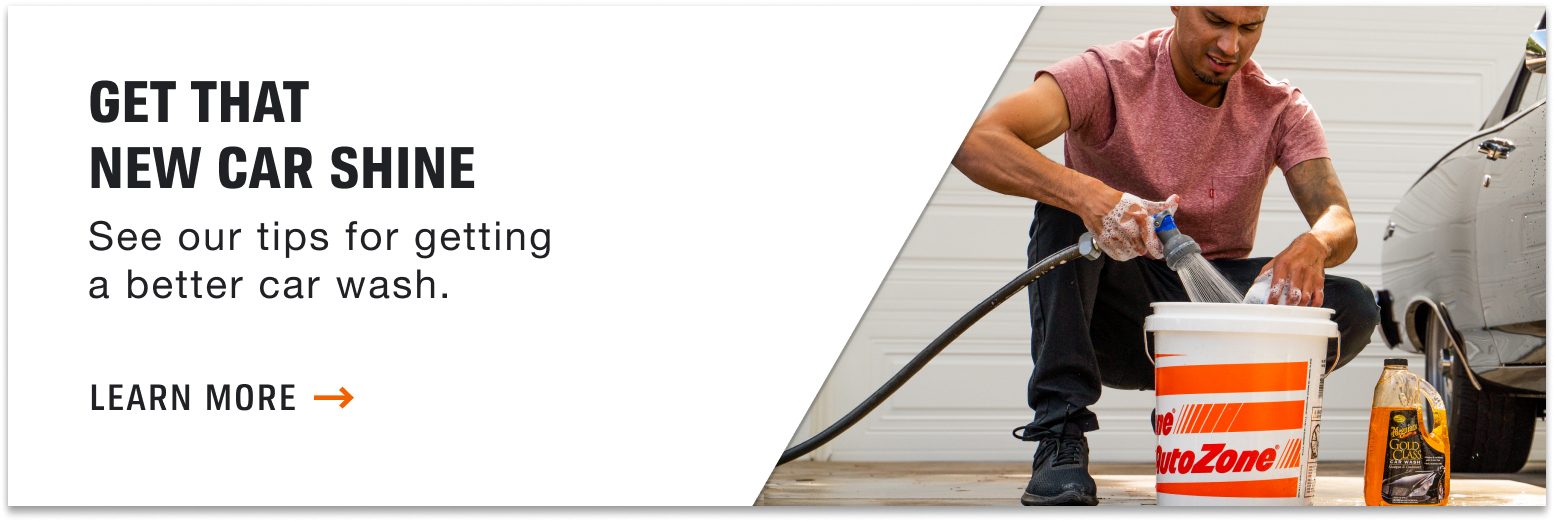 GET THAT
NEW CAR SHINE
See our tips for getting
a better car wash.
LEARN MORE
AutoZone
Meguiar's
GOLD
CLASS
CAR WASH